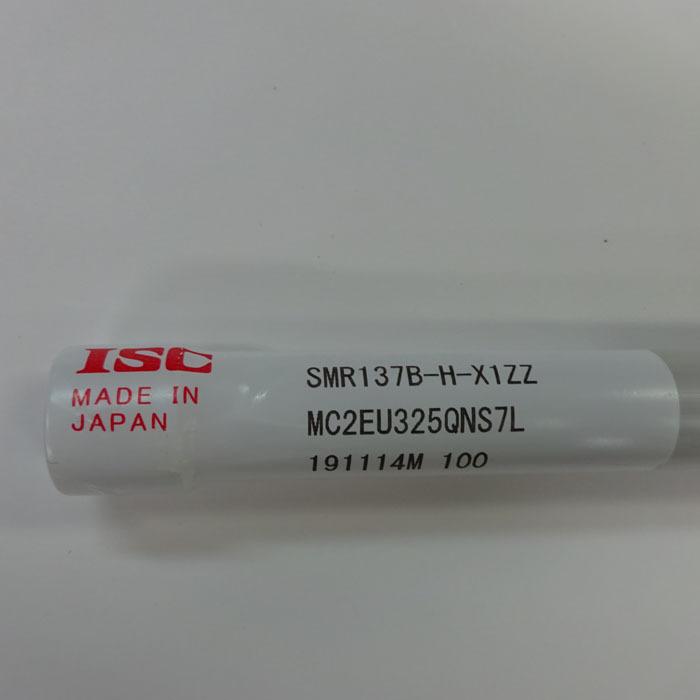 ISC
MADE IN
JAPAN
SMR137B-H-X1ZZ
MC2EU325QNS7L
191114M 100